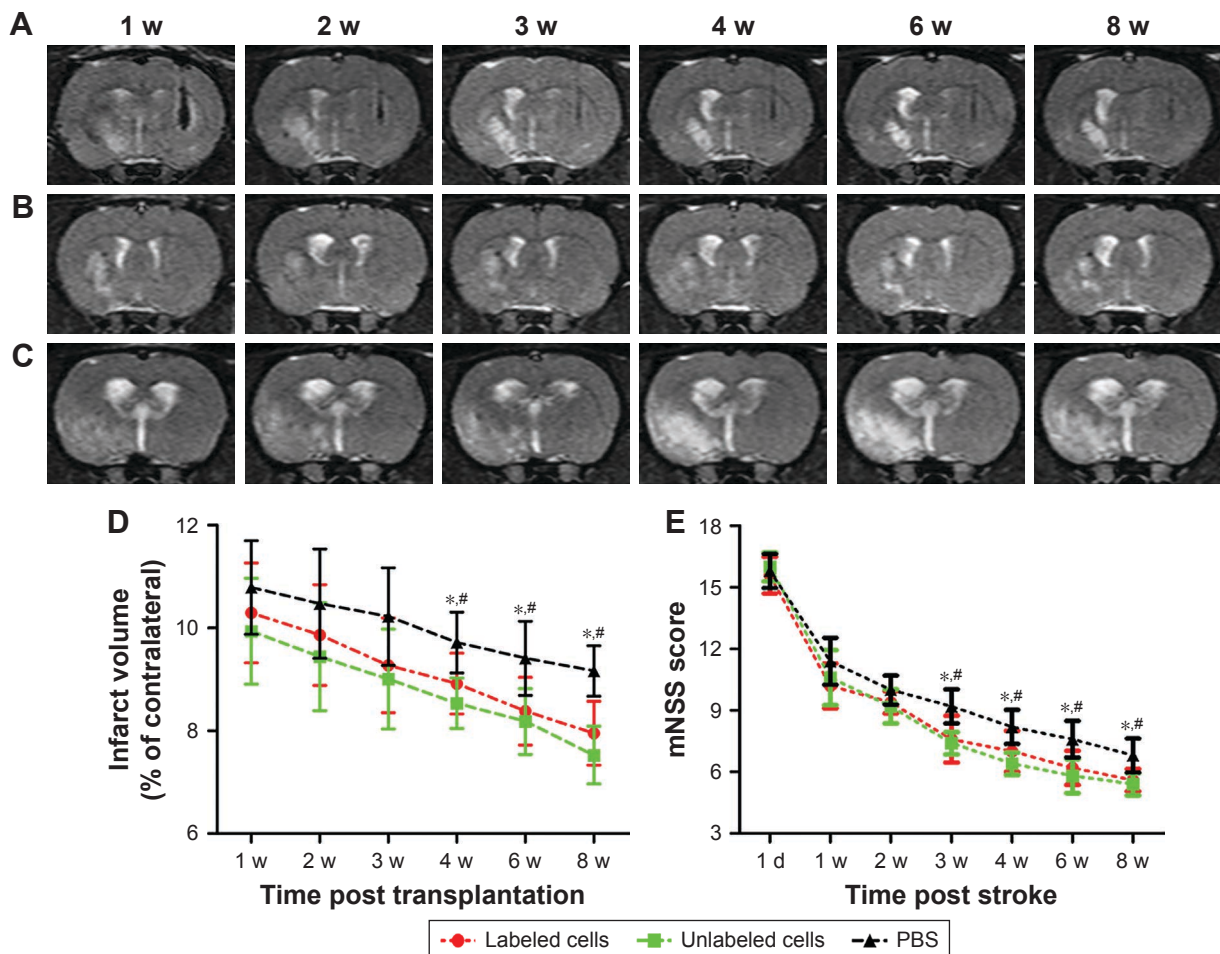 A
1 w 2 w 3 w 4 w 6 w 8 w
B
C
D
Infarct volume
(% of contralateral)
12
10
8
6
*,# *,# *,#
1 w 2 w 3 w 4 w 6 w 8 w
Time post transplantation
E
mNSS score
18
15
12
9
6
3
*,# *,# *,# *,#
1 d 1 w 2 w 3 w 4 w 6 w 8 w
Time post stroke
Labeled cells Unlabeled cells PBS